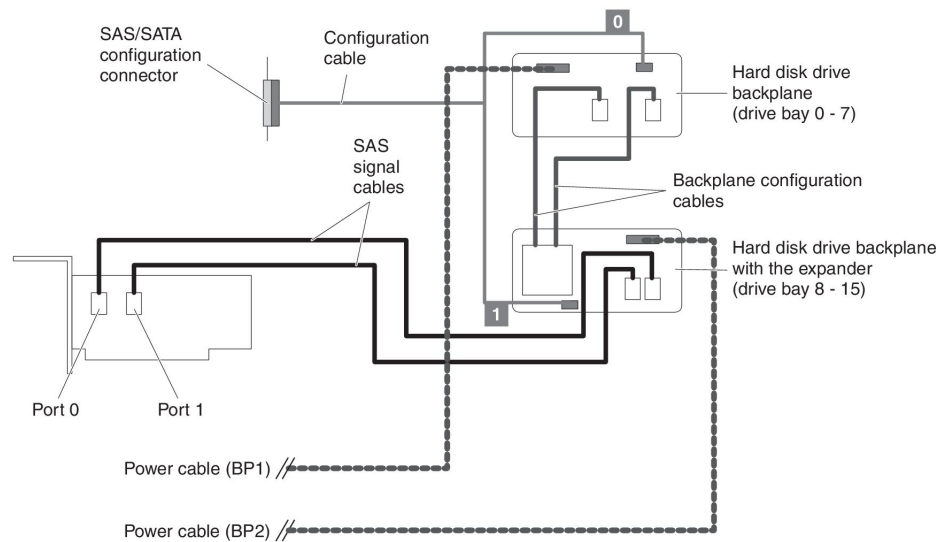 SAS/SATA
configuration
connector
Configuration
cable
0
Hard disk drive
backplane
(drive bay 0 - 7)
SAS
signal
cables
Backplane configuration
cables
Hard disk drive backplane
with the expander
(drive bay 8 - 15)
1
Port 0
Port 1
Power cable (BP1)
Power cable (BP2)